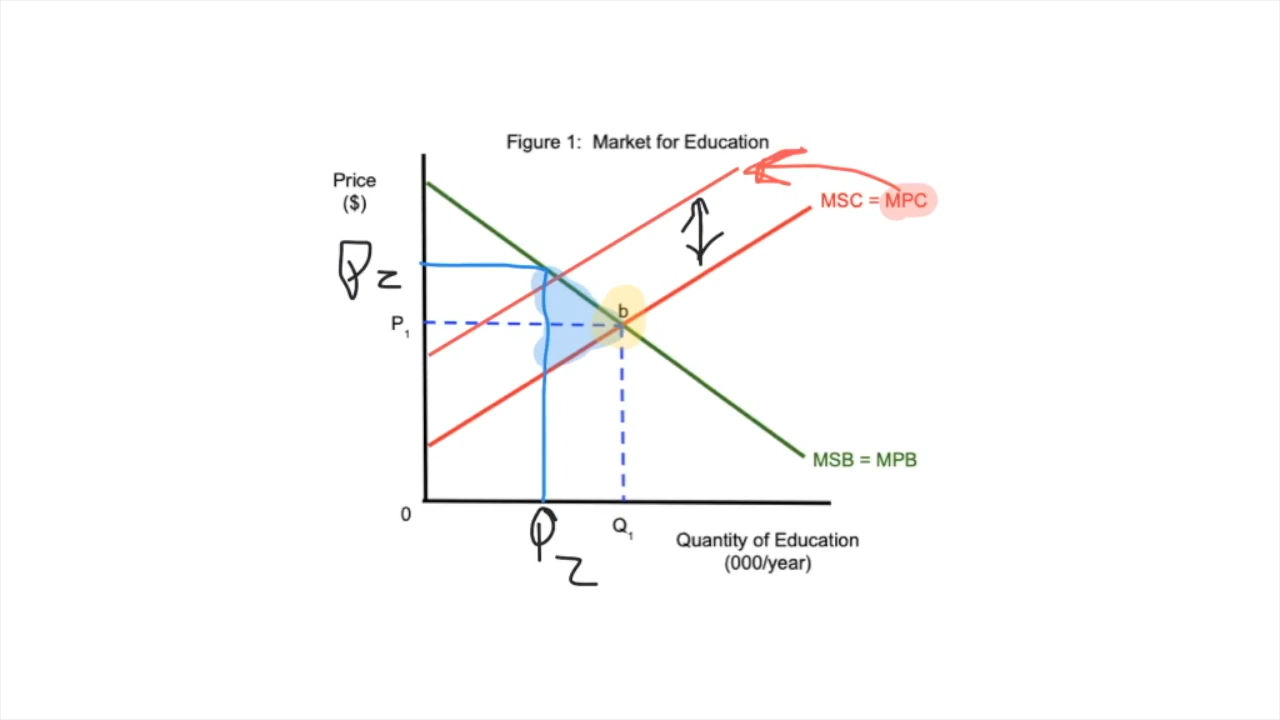 Figure 1: Market for Education
Price
($)
MSC = MPC
P2
b
P1
MSB = MPB
0
Q1
Q2
Quantity of Education
(000/year)